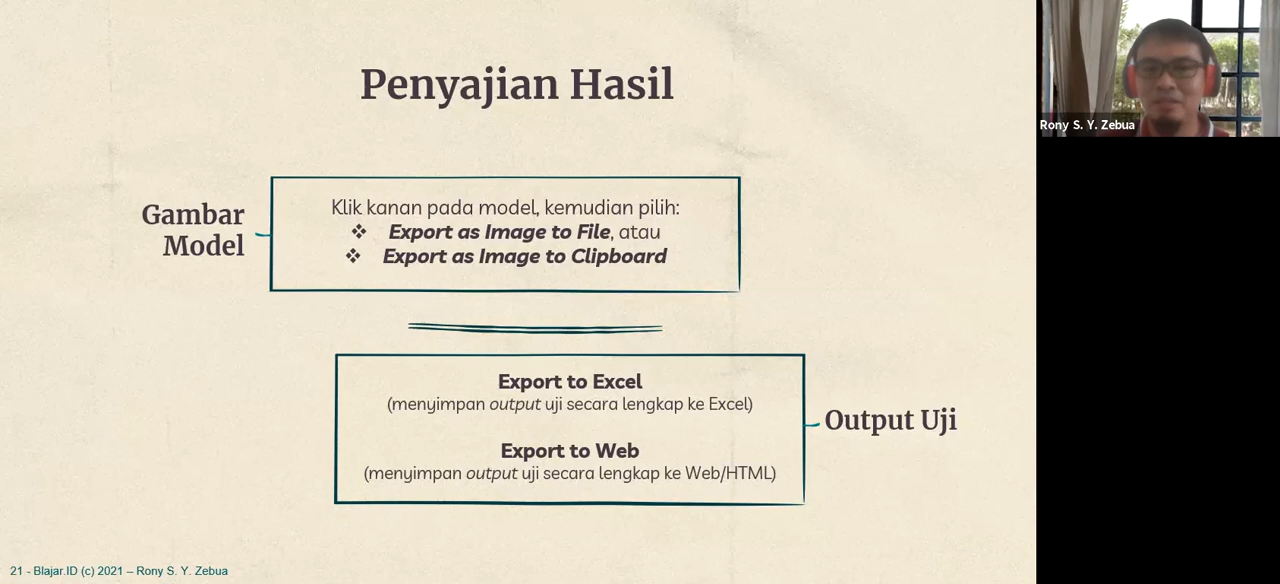 Penyajian Hasil
Gambar
Model
Klik kanan pada model, kemudian pilih:
❖ Export as Image to File, atau
❖ Export as Image to Clipboard
Export to Excel
(menyimpan output uji secara lengkap ke Excel)
Export to Web
(menyimpan output uji secara lengkap ke Web/HTML)
Output Uji
21 - Blajar.ID (c) 2021 – Rony S. Y. Zebua
Rony S. Y. Zebua